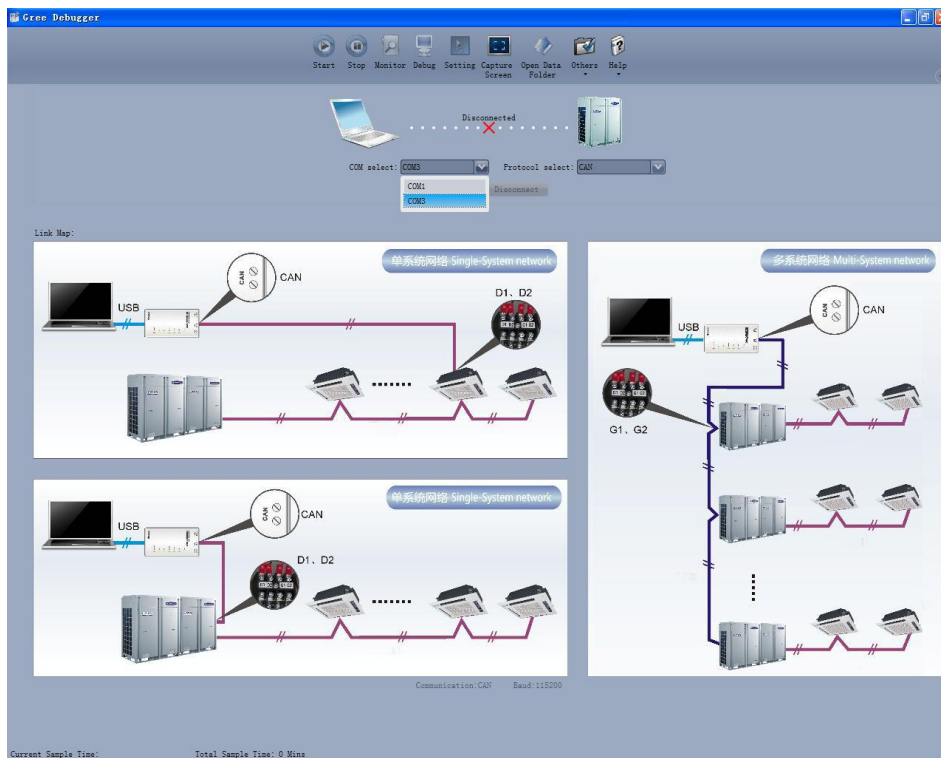 Gree Debugger
Start Stop Monitor Debug Setting Capture Screen Open Data Folder Others Help
Disconnected
COM select: COM3 Protocol select: CAN
COM1
Disconnect
COM3
Link Map:
单系统网络 Single-System network
CAN
CAN
USB
D1、D2
多系统网络 Multi-System network
CAN
CAN
USB
G1、G2
单系统网络 Single-System network
CAN
CAN
USB
D1、D2
Communication:CAN Baud:115200
Current Sample Time: Total Sample Time: 0 Mins